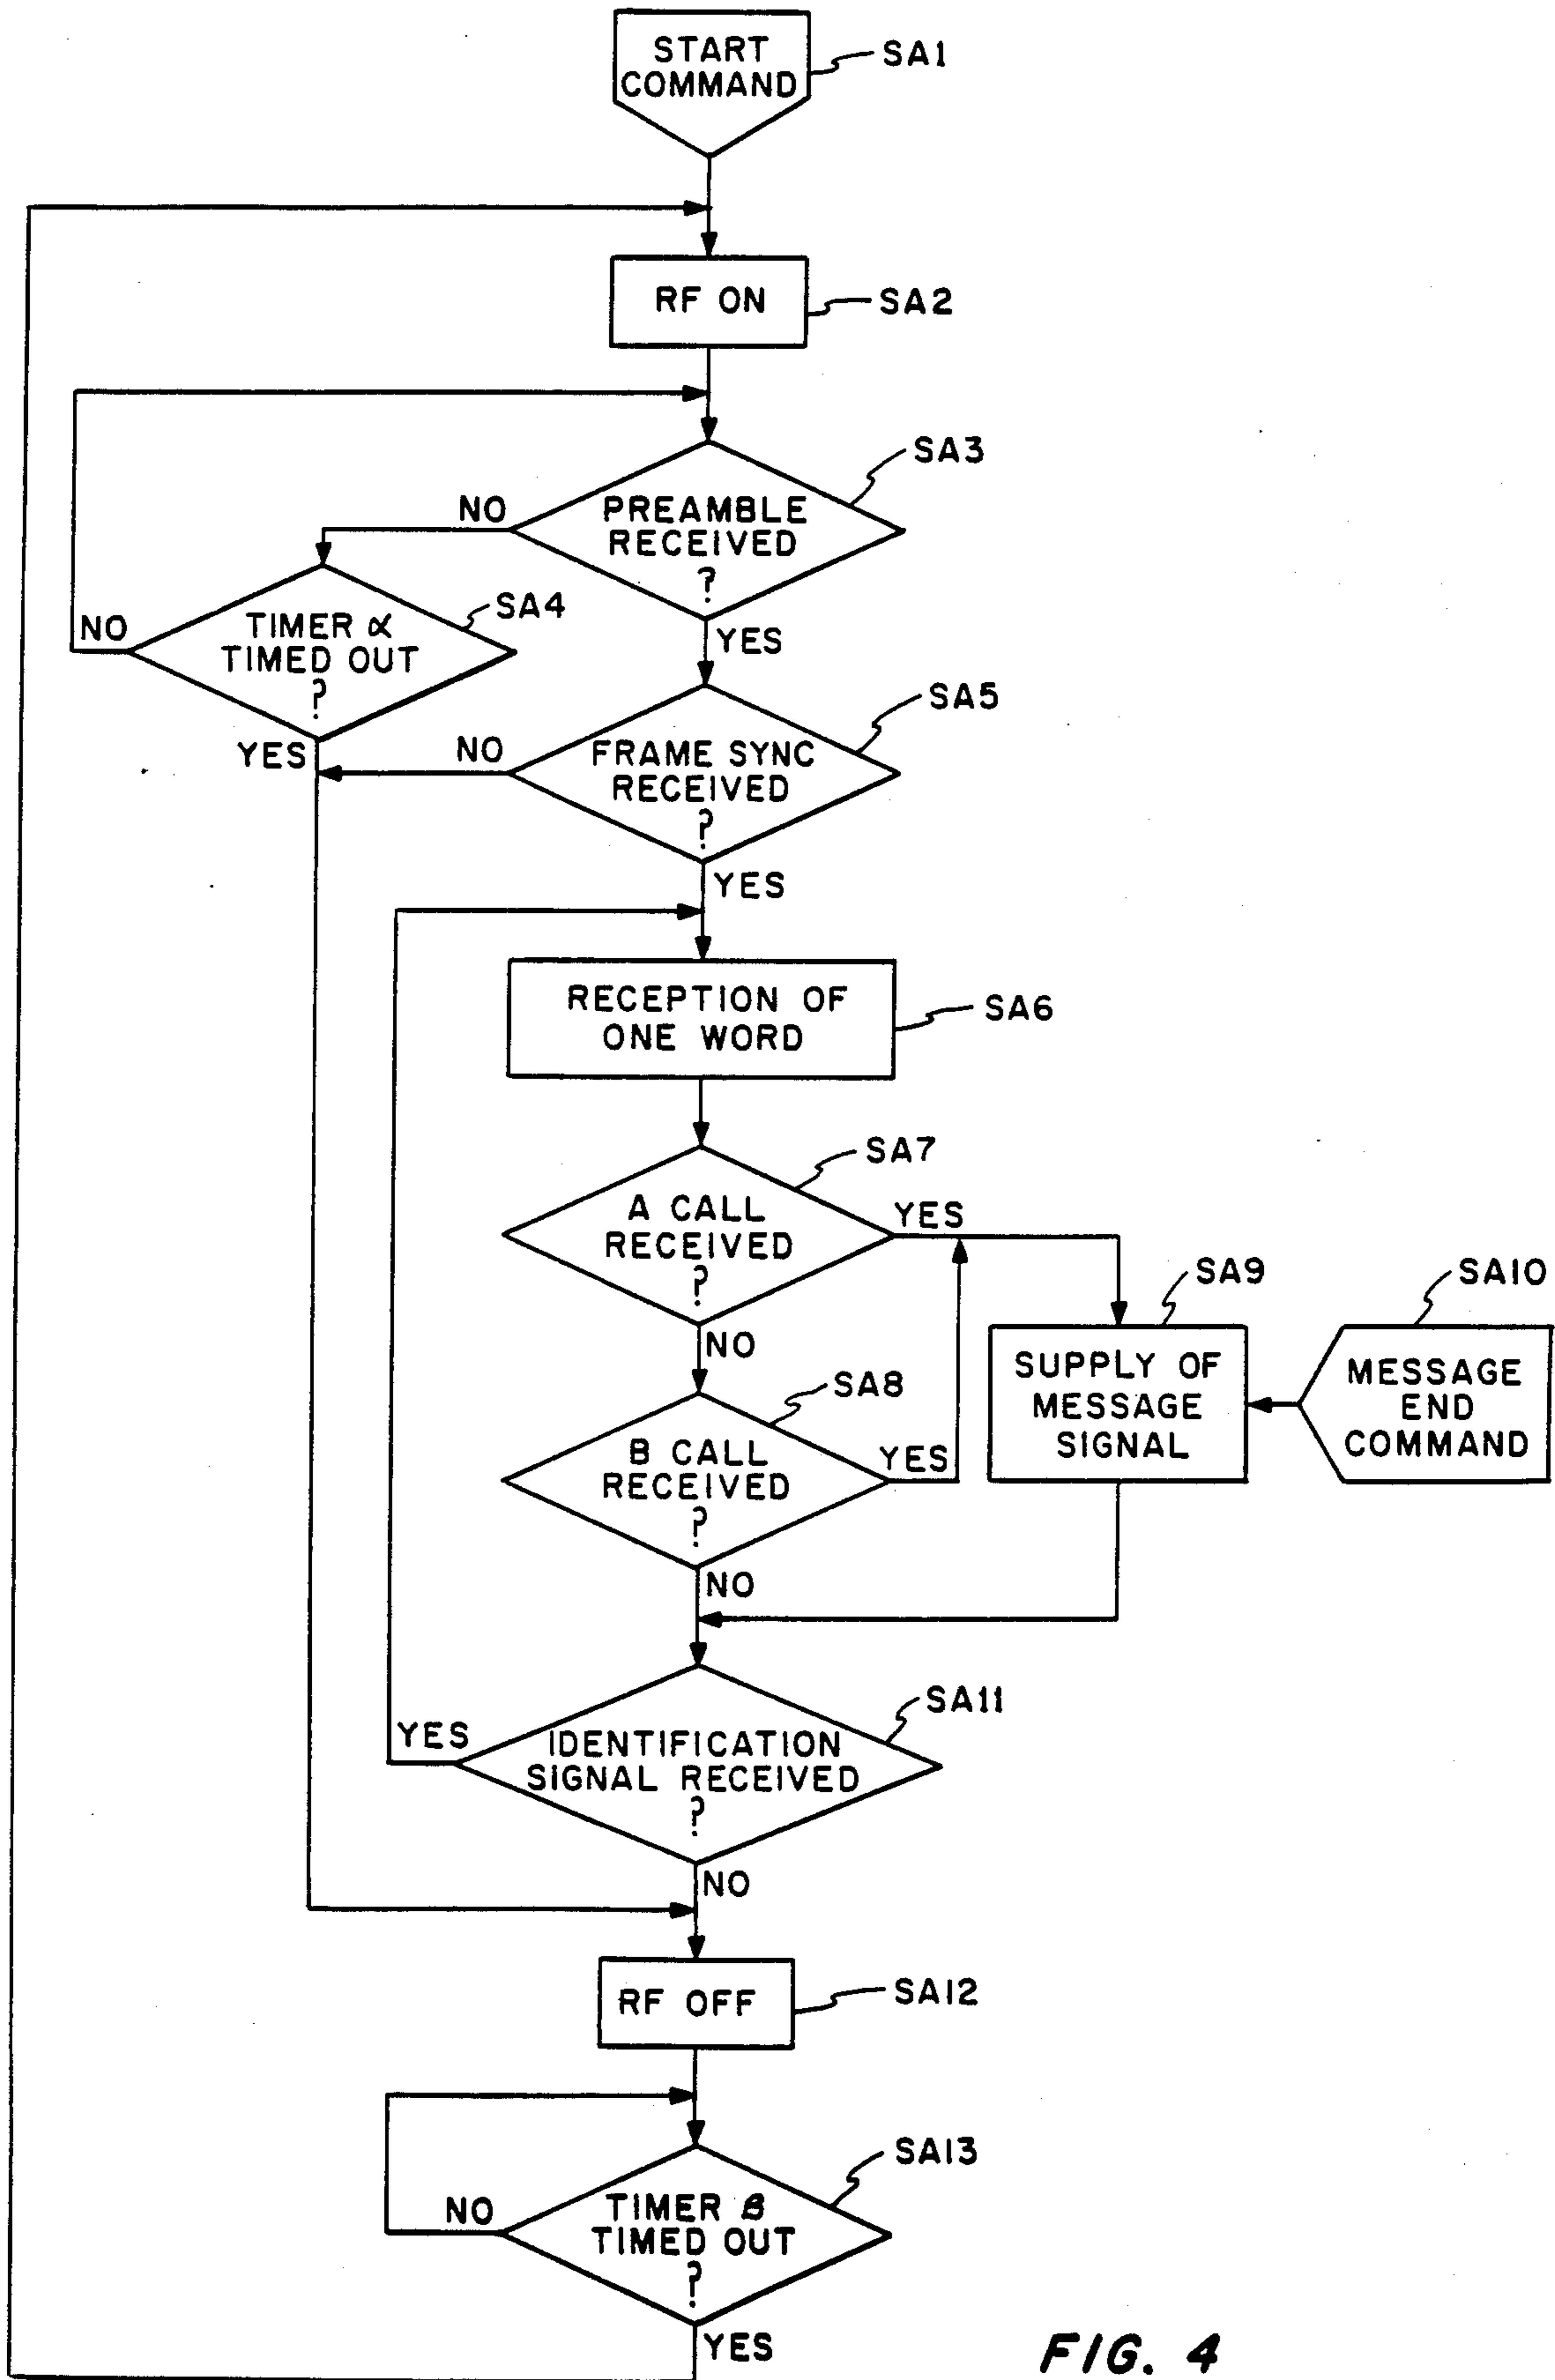 START
COMMAND
SA1
RF ON
SA2
SA3
NO
PREAMBLE
RECEIVED
?
SA4
NO
TIMER ∝
TIMED OUT
?
YES
SA5
YES
NO
FRAME SYNC
RECEIVED
?
YES
RECEPTION OF
ONE WORD
SA6
SA7
A CALL
RECEIVED
?
YES
NO
SA9
SA10
SUPPLY OF
MESSAGE
SIGNAL
MESSAGE
END
COMMAND
SA8
B CALL
RECEIVED
?
YES
NO
SA11
YES
IDENTIFICATION
SIGNAL RECEIVED
?
NO
RF OFF
SA12
SA13
NO
TIMER β
TIMED OUT
?
YES
FIG. 4